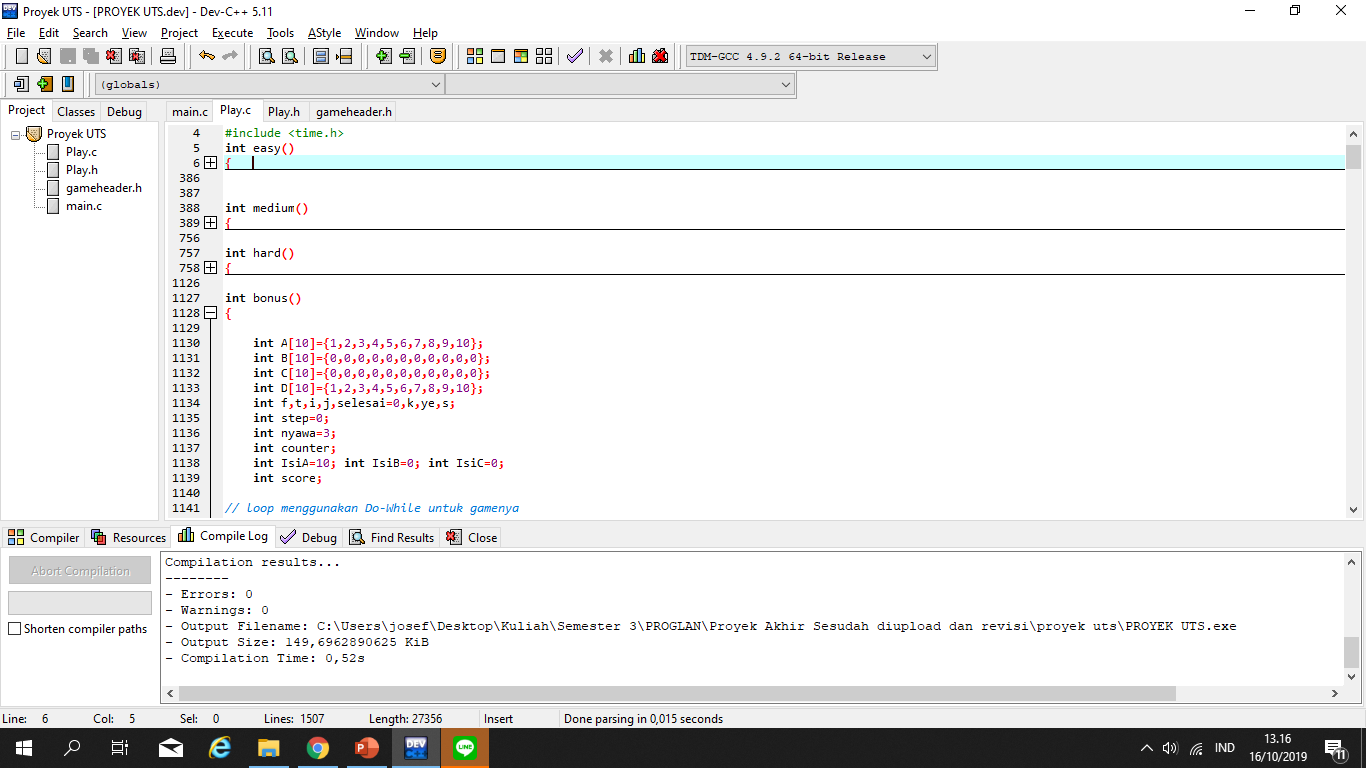 Proyek UTS - [PROYEK UTS.dev] - Dev-C++ 5.11
File Edit Search View Project Execute Tools AStyle Window Help
TDM-GCC 4.9.2 64-bit Release
(globals)
Project Classes Debug
main.c Play.c Play.h gameheader.h
Proyek UTS
Play.c
Play.h
gameheader.h
main.c
4 #include <time.h>
5 int easy()
6 {
386
387
388 int medium()
389 {
756
757 int hard()
758 {
1126
1127 int bonus()
1128 {
1129
1130 int A[10]={1,2,3,4,5,6,7,8,9,10};
1131 int B[10]={0,0,0,0,0,0,0,0,0,0};
1132 int C[10]={0,0,0,0,0,0,0,0,0,0};
1133 int D[10]={1,2,3,4,5,6,7,8,9,10};
1134 int f,t,i,j,selesai=0,k,ye,s;
1135 int step=0;
1136 int nyawa=3;
1137 int counter;
1138 int IsiA=10; int IsiB=0; int IsiC=0;
1139 int score;
1140
1141 // loop menggunakan Do-While untuk gamenya
Compiler Resources Compile Log Debug Find Results Close
Abort Compilation
Shorten compiler paths
Compilation results...
--------
- Errors: 0
- Warnings: 0
- Output Filename: C:\Users\josef\Desktop\Kuliah\Semester 3\PROGLAN\Proyek Akhir Sesudah diupload dan revisi\proyek uts\PROYEK UTS.exe
- Output Size: 149,6962890625 KiB
- Compilation Time: 0,52s
Line: 6 Col: 5 Sel: 0 Lines: 1507 Length: 27356 Insert Done parsing in 0,015 seconds
DEV
LINE
IND
13.16
16/10/2019
11